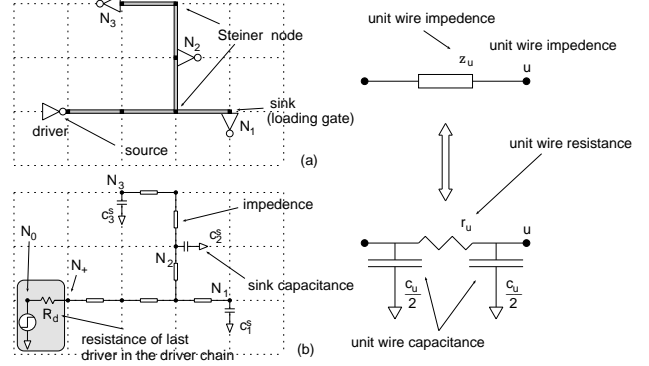 N3
Steiner node
N2
sink
(loading gate)
driver
N1
source
(a)
unit wire impedence
unit wire impedence
zu
u
unit wire resistance
N3
c3s
impedence
N0
c2s
N2
N+
N1
sink capacitance
Rd
c1s
resistance of last
driver in the driver chain
(b)
ru
u
cu
2
cu
2
unit wire capacitance